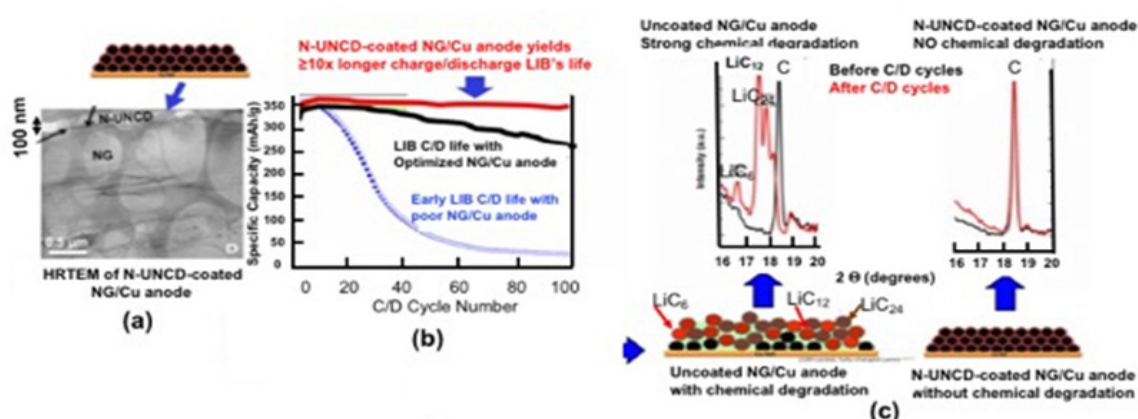 100 nm
N-UNCD
NG
0.5 μm
HRTEM of N-UNCD-coated
NG/Cu anode
(a)
N-UNCD-coated NG/Cu anode yields
≥10x longer charge/discharge LIB's life
Specific Capacity (mAh/g)
350
300
250
200
150
100
50
0
LIB C/D life with
Optimized NG/Cu anode
Early LIB C/D life with
poor NG/Cu anode
0 20 40 60 80 100
C/D Cycle Number
(b)
Uncoated NG/Cu anode
Strong chemical degradation
N-UNCD-coated NG/Cu anode
NO chemical degradation
LiC12
C
LiC24
LiC6
Intensity (a.u.)
Before C/D cycles
After C/D cycles
C
16 17 18 19 20
2 Θ (degrees)
16 17 18 19 20
LiC6
LiC12
LiC24
Uncoated NG/Cu anode
with chemical degradation
N-UNCD-coated NG/Cu anode
without chemical degradation
(c)